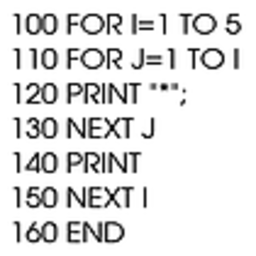 100 FOR I=1 TO 5
110 FOR J=1 TO I
120 PRINT "*";
130 NEXT J
140 PRINT
150 NEXT I
160 END